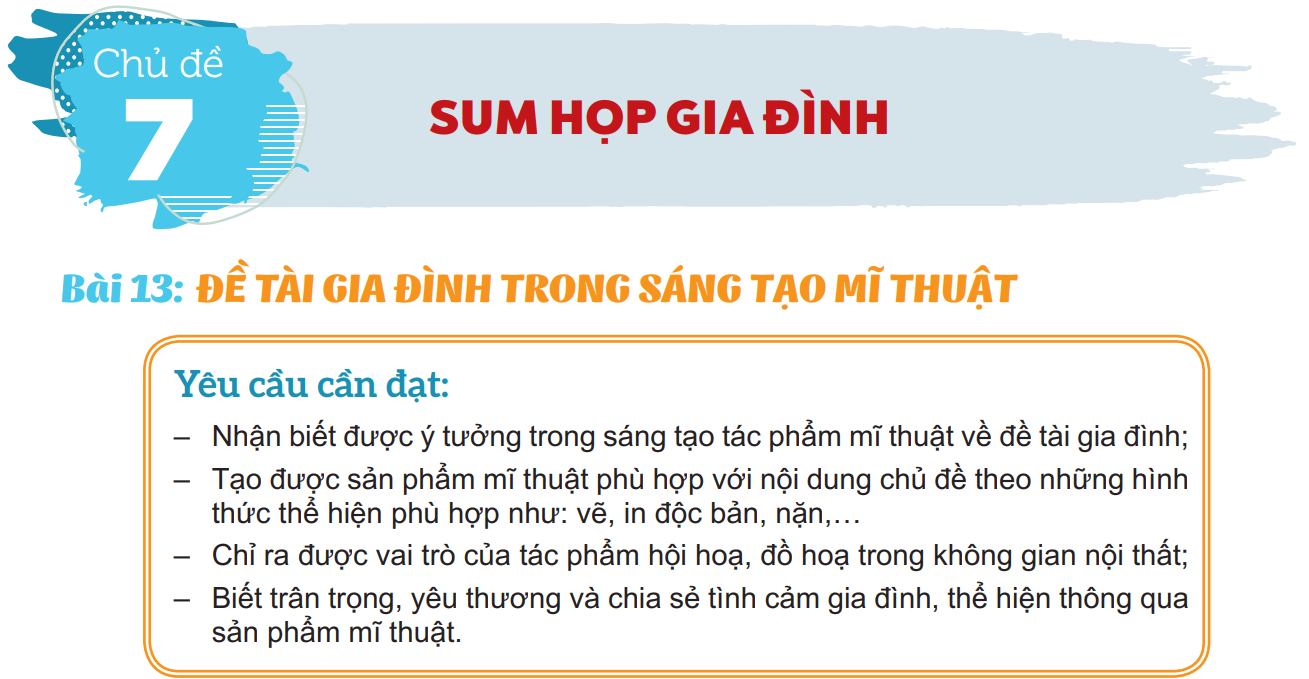 Chủ đề
7
SUM HỌP GIA ĐÌNH
Bài 13: ĐỀ TÀI GIA ĐÌNH TRONG SÁNG TẠO MĨ THUẬT
Yêu cầu cần đạt:
– Nhận biết được ý tưởng trong sáng tạo tác phẩm mĩ thuật về đề tài gia đình;
– Tạo được sản phẩm mĩ thuật phù hợp với nội dung chủ đề theo những hình
thức thể hiện phù hợp như: vẽ, in độc bản, nặn,…
– Chỉ ra được vai trò của tác phẩm hội hoạ, đồ hoạ trong không gian nội thất;
– Biết trân trọng, yêu thương và chia sẻ tình cảm gia đình, thể hiện thông qua
sản phẩm mĩ thuật.